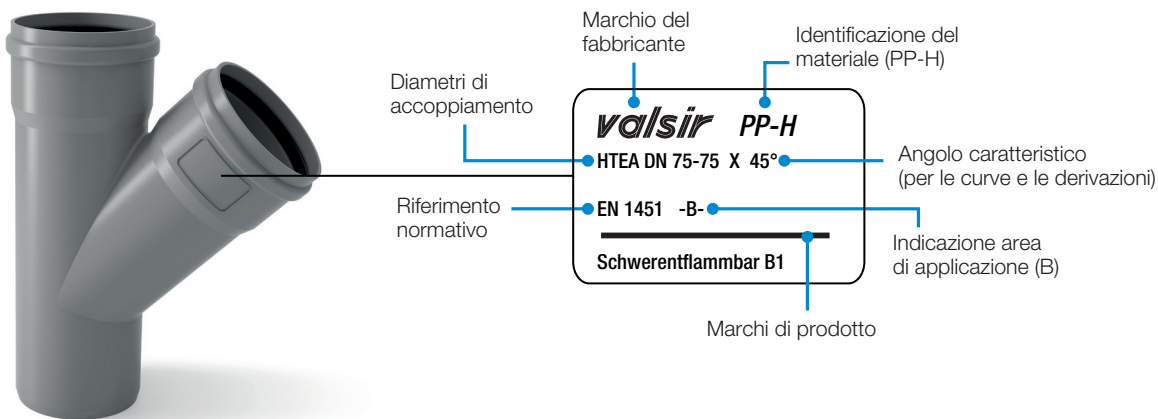 Marchio del
fabbricante
Identificazione del
materiale (PP-H)
Diametri di
accoppiamento
valsir PP-H
HTEA DN 75-75 X 45°
Angolo caratteristico
(per le curve e le derivazioni)
Riferimento
normativo
EN 1451 -B-
Indicazione area
di applicazione (B)
Schwerentflammbar B1
Marchi di prodotto